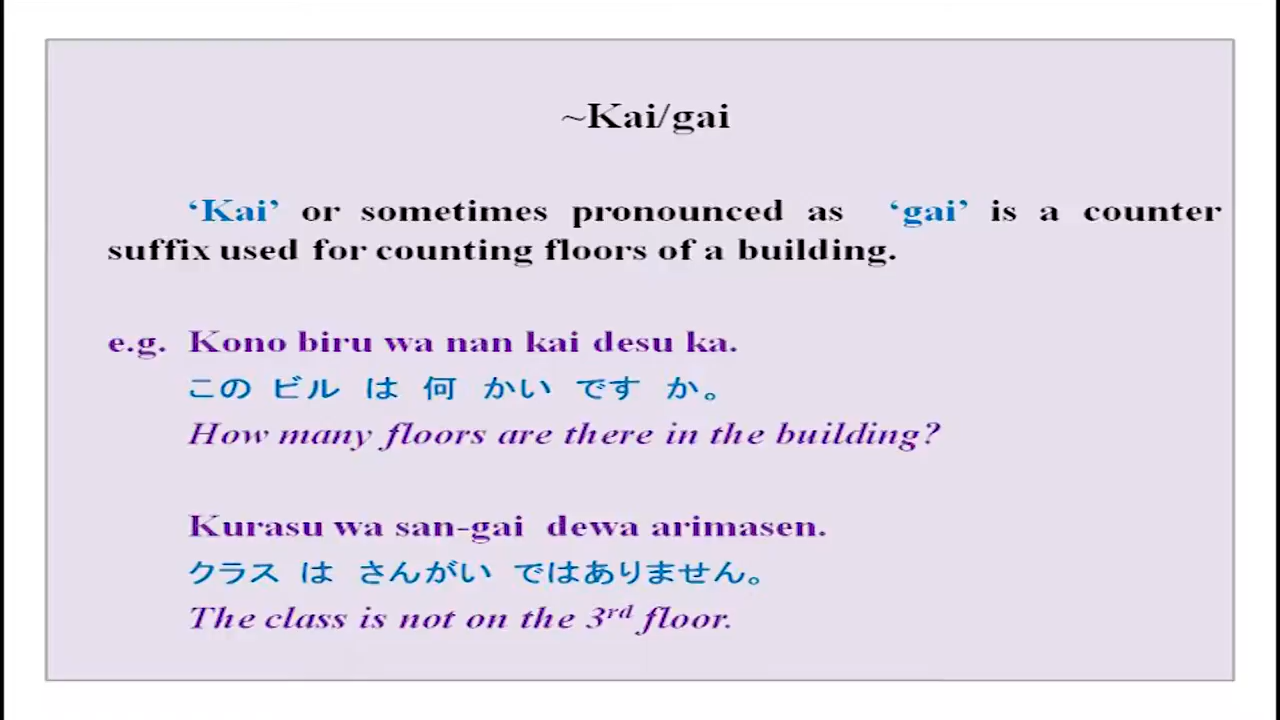 ~Kai/gai
‘Kai’ or sometimes pronounced as ‘gai’ is a counter
suffix used for counting floors of a building.
e.g. Kono biru wa nan kai desu ka.
この ビル は 何 かい です か。
How many floors are there in the building?
Kurasu wa san-gai dewa arimasen.
クラス は さんがい ではありません。
The class is not on the 3rd floor.